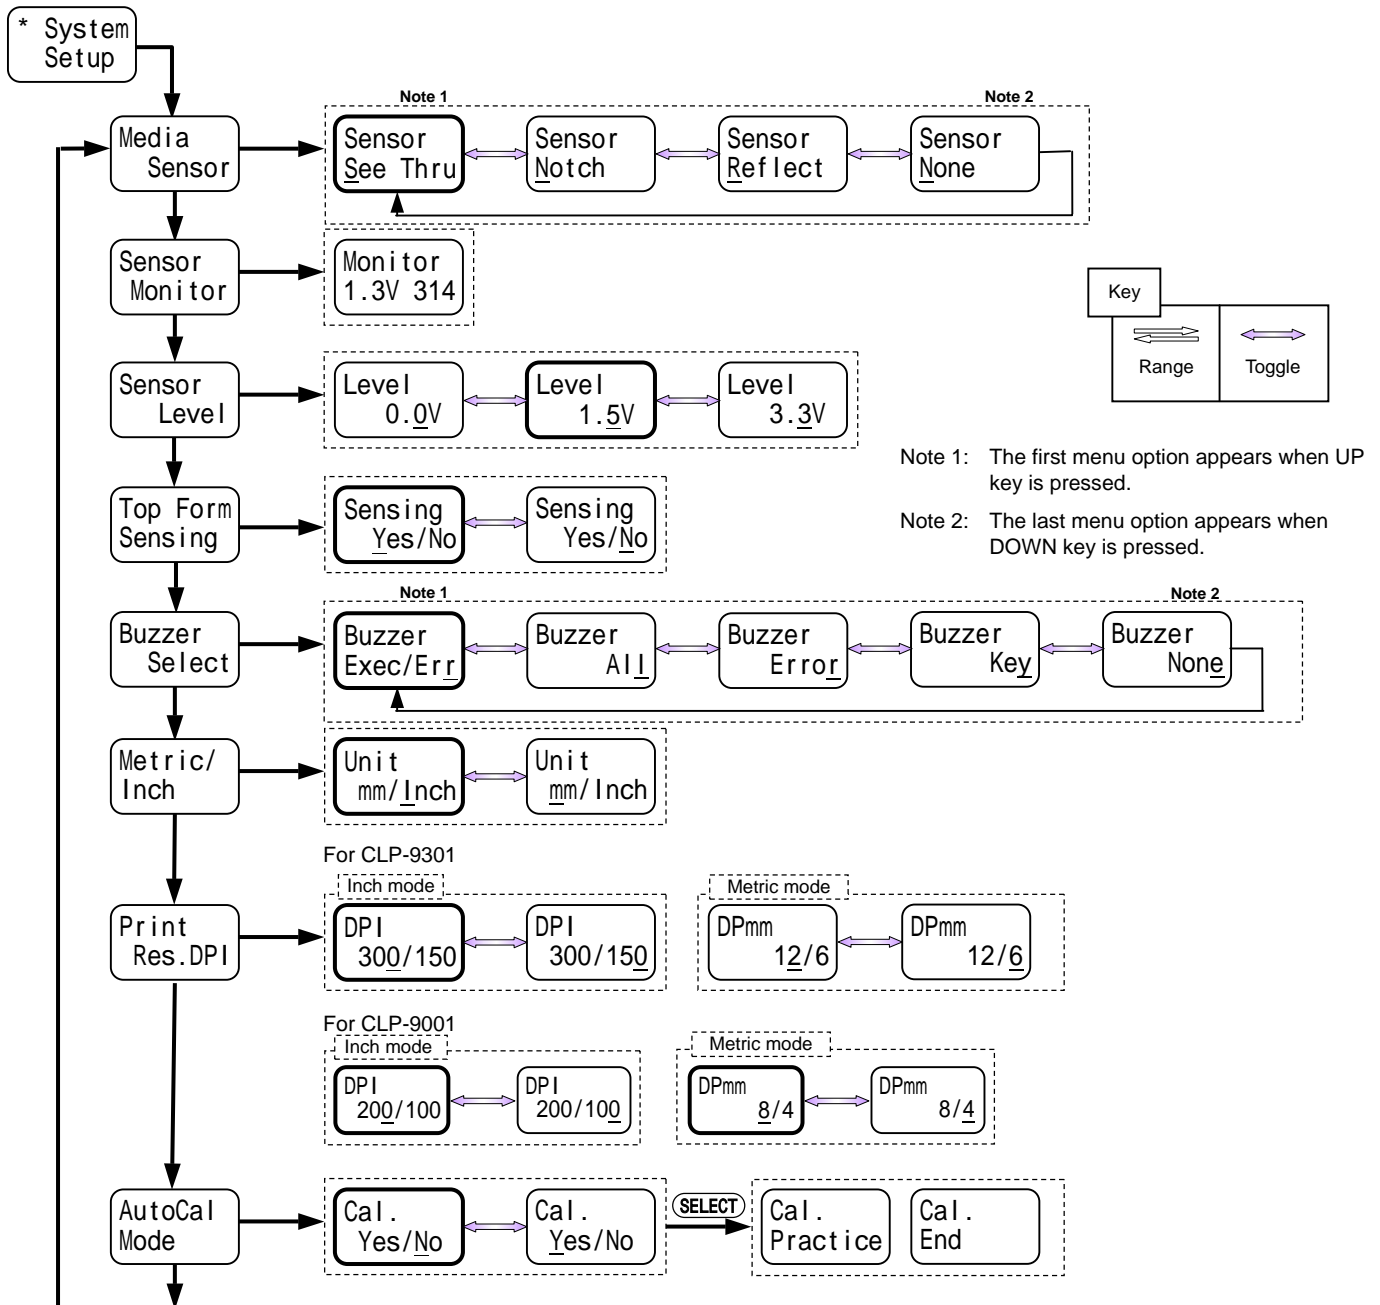 * System
Setup
Note 1
Note 2
Media
Sensor
Sensor
See Thru
Sensor
Notch
Sensor
Reflect
Sensor
None
Sensor
Monitor
Monitor
1.3V 314
Key
Range
Toggle
Sensor
Level
Level
0.0V
Level
1.5V
Level
3.3V
Note 1: The first menu option appears when UP
key is pressed.
Note 2: The last menu option appears when
DOWN key is pressed.
Top Form
Sensing
Sensing
Yes/No
Sensing
Yes/No
Note 1
Note 2
Buzzer
Select
Buzzer
Exec/Err
Buzzer
All
Buzzer
Error
Buzzer
Key
Buzzer
None
Metric/
Inch
Unit
mm/Inch
Unit
mm/Inch
For CLP-9301
Inch mode
Metric mode
Print
Res.DPI
DPI
300/150
DPI
300/150
DPmm
12/6
DPmm
12/6
For CLP-9001
Inch mode
Metric mode
DPI
200/100
DPI
200/100
DPmm
8/4
DPmm
8/4
AutoCal
Mode
Cal.
Yes/No
Cal.
Yes/No
SELECT
Cal.
Practice
Cal.
End